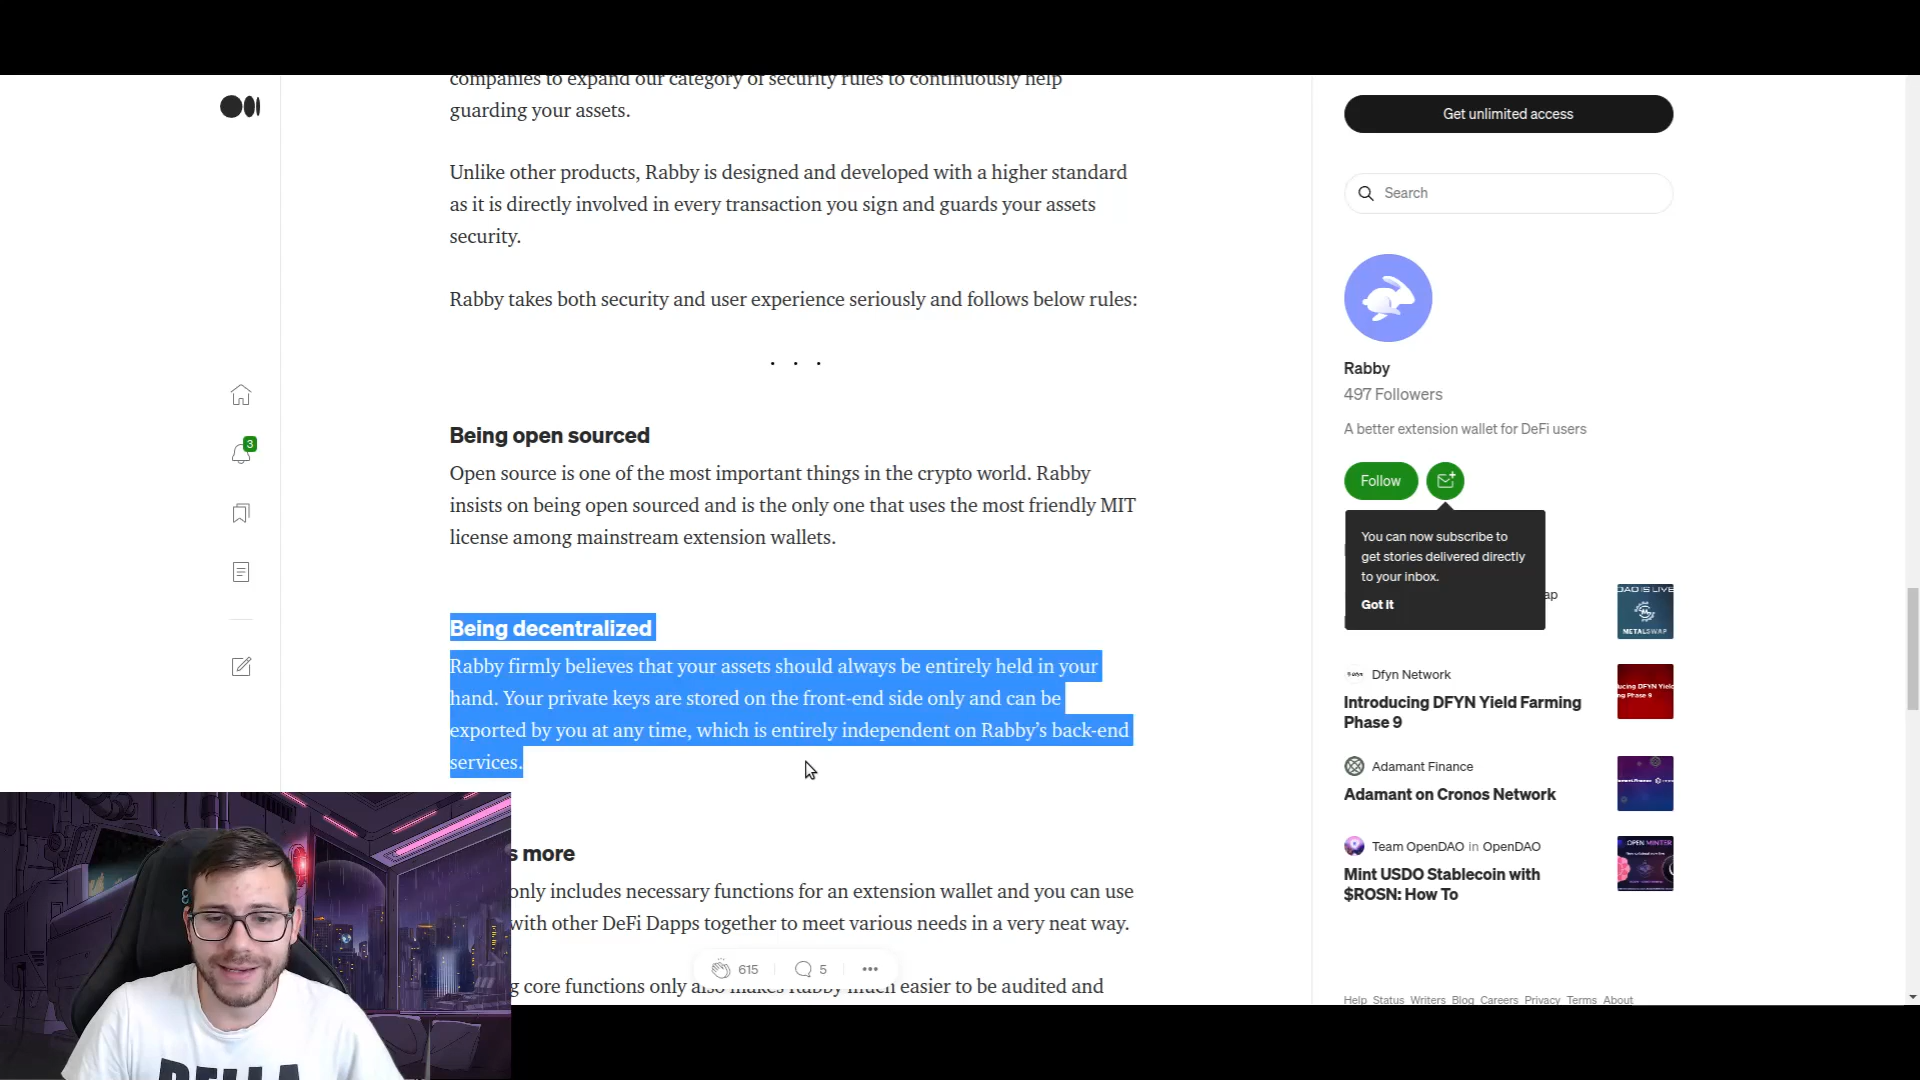 companies to expand our category of security rules to continuously help
guarding your assets.
Unlike other products, Rabby is designed and developed with a higher standard
as it is directly involved in every transaction you sign and guards your assets
security.
Rabby takes both security and user experience seriously and follows below rules:
. . .
Being open sourced
Open source is one of the most important things in the crypto world. Rabby
insists on being open sourced and is the only one that uses the most friendly MIT
license among mainstream extension wallets.
Being decentralized
Rabby firmly believes that your assets should always be entirely held in your
hand. Your private keys are stored on the front-end side only and can be
exported by you at any time, which is entirely independent on Rabby’s back-end
services.
s more
only includes necessary functions for an extension wallet and you can use
with other DeFi Dapps together to meet various needs in a very neat way.
615
5
g core functions only also makes Rabby much easier to be audited and
3
Get unlimited access
Search
Rabby
497 Followers
A better extension wallet for DeFi users
Follow
You can now subscribe to
get stories delivered directly
to your inbox.
Got it
ap
METALSWAP
Dfyn Network
Introducing DFYN Yield Farming
Phase 9
Adamant Finance
Adamant on Cronos Network
Team OpenDAO in OpenDAO
Mint USDO Stablecoin with
$ROSN: How To
OPEN MINTER
Help Status Writers Blog Careers Privacy Terms About